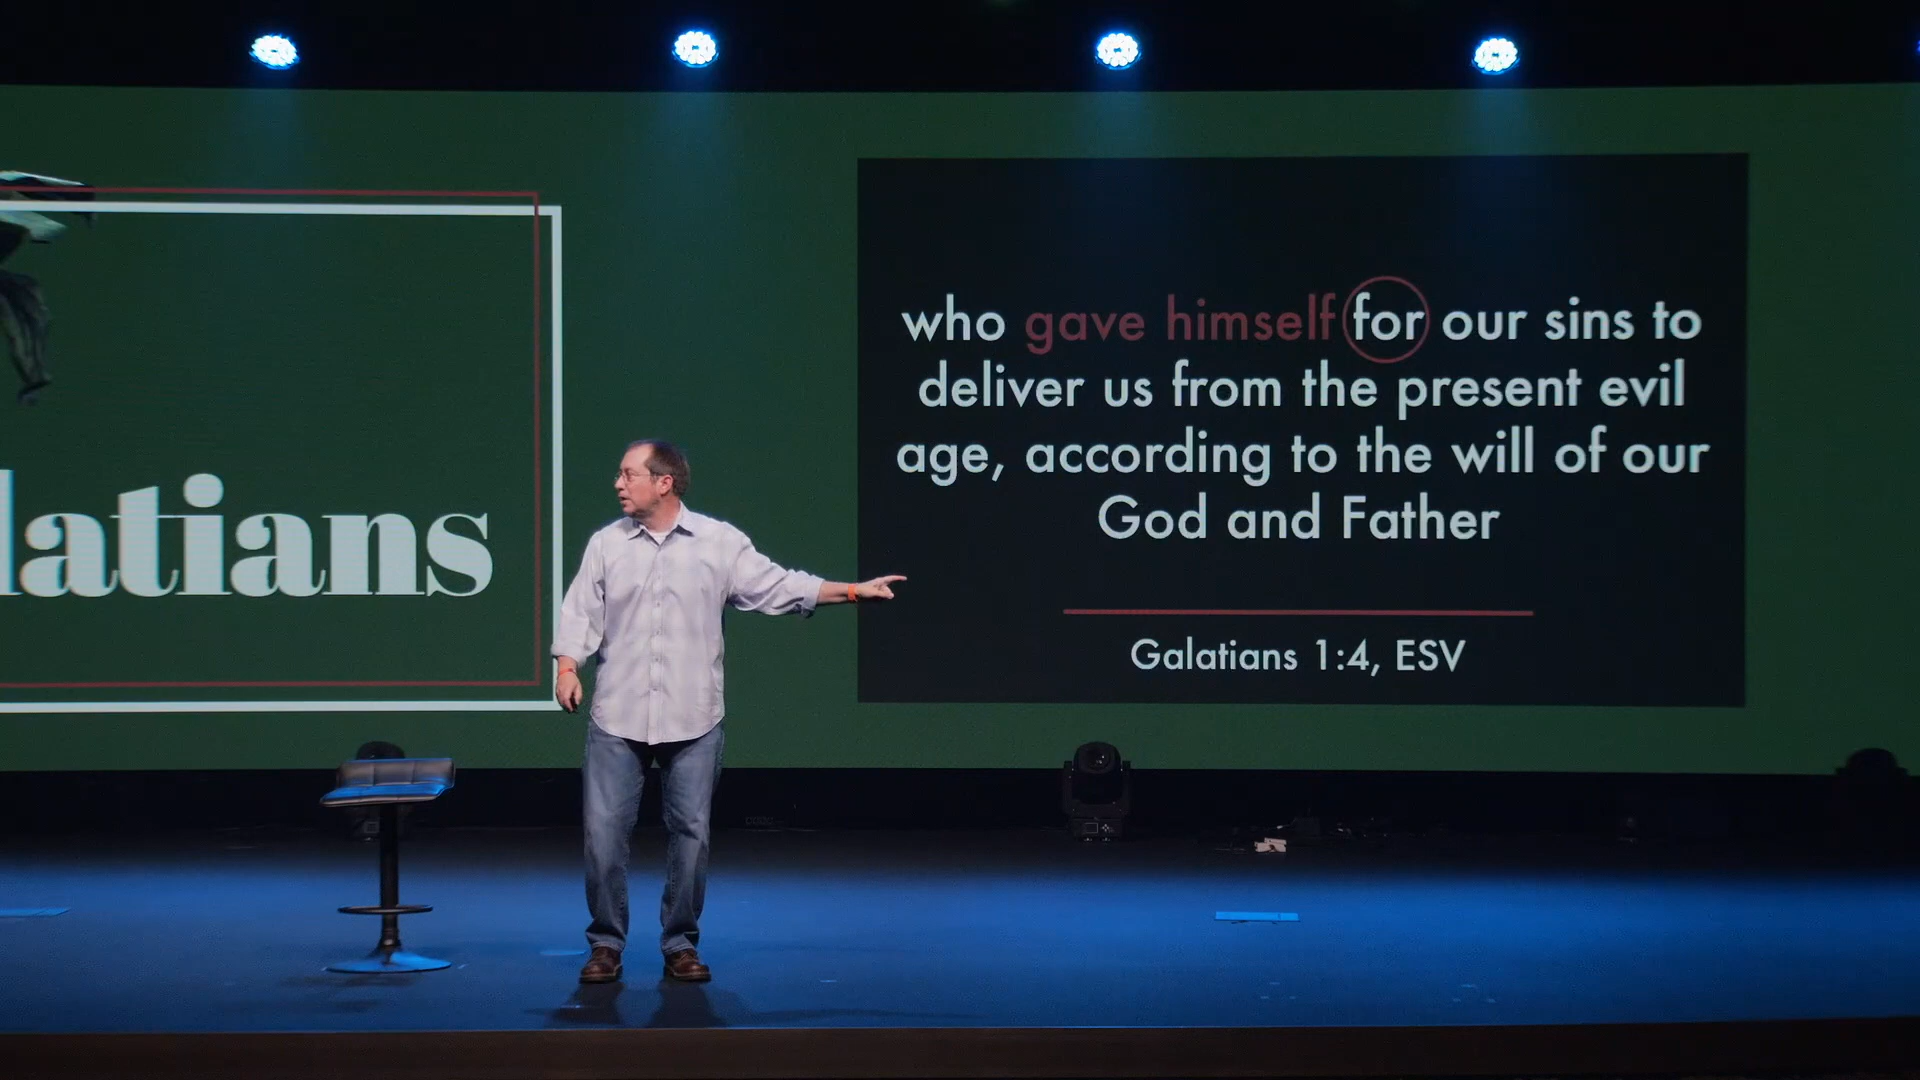 latians
who gave himself for our sins to
deliver us from the present evil
age, according to the will of our
God and Father
Galatians 1:4, ESV